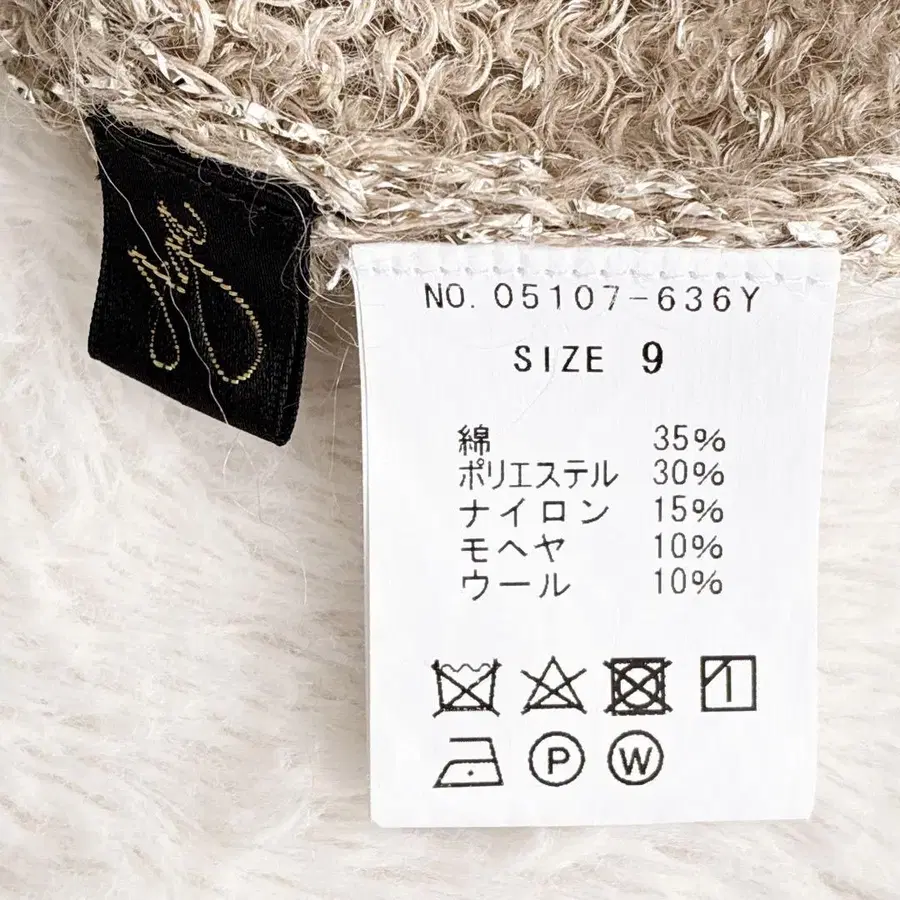 NO. 05107-636Y
SIZE 9
綿 35%
ポリエステル 30%
ナイロン 15%
モヘヤ 10%
ウール 10%
1
P W